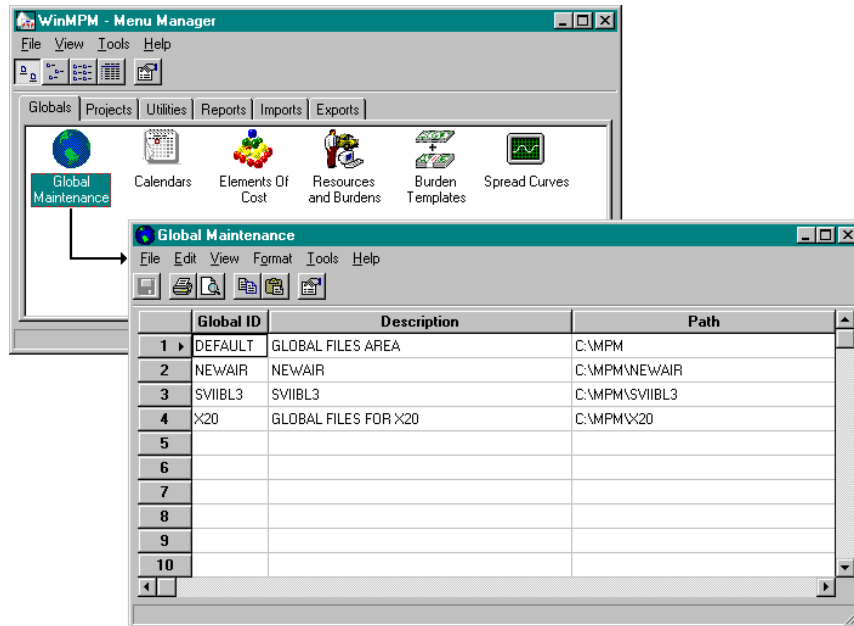 WinMPM - Menu Manager
File View Tools Help
Globals Projects Utilities Reports Imports Exports
Global Maintenance
Calendars
Elements Of Cost
Resources and Burdens
Burden Templates
Spread Curves
Global Maintenance
File Edit View Format Tools Help
Global ID Description Path
1 DEFAULT GLOBAL FILES AREA C:\MPM
2 NEWAIR NEWAIR C:\MPM\NEWAIR
3 SVIIBL3 SVIIBL3 C:\MPM\SVIIBL3
4 X20 GLOBAL FILES FOR X20 C:\MPM\X20
5
6
7
8
9
10